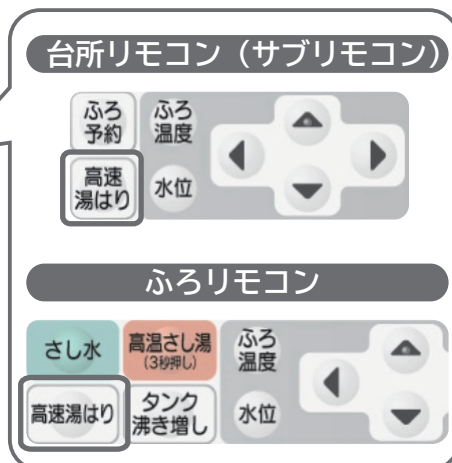 台所リモコン（サブリモコン）
ふろ
予約
ふろ
温度
高速
湯はり
水位
ふろリモコン
さし水
高温さし湯
(3秒押し)
ふろ
温度
高速湯はり
タンク
沸き増し
水位